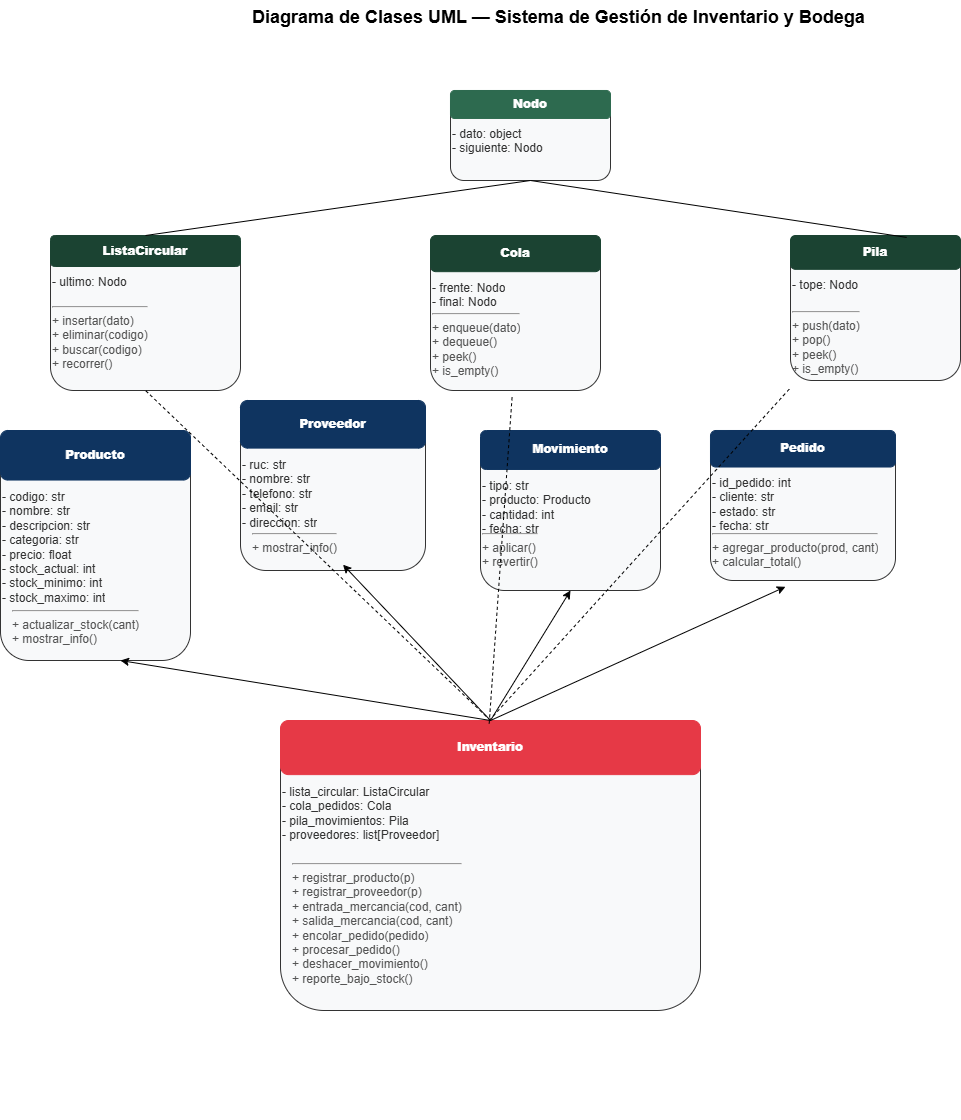 Diagrama de Clases UML — Sistema de Gestión de Inventario y Bodega
Nodo
- dato: object
- siguiente: Nodo
ListaCircular
- ultimo: Nodo
+ insertar(dato)
+ eliminar(codigo)
+ buscar(codigo)
+ recorrer()
Cola
- frente: Nodo
- final: Nodo
+ enqueue(dato)
+ dequeue()
+ peek()
+ is_empty()
Pila
- tope: Nodo
+ push(dato)
+ pop()
+ peek()
+ is_empty()
Producto
- codigo: str
- nombre: str
- descripcion: str
- categoria: str
- precio: float
- stock_actual: int
- stock_minimo: int
- stock_maximo: int
+ actualizar_stock(cant)
+ mostrar_info()
Proveedor
- ruc: str
- nombre: str
- telefono: str
- email: str
- direccion: str
+ mostrar_info()
Movimiento
- tipo: str
- producto: Producto
- cantidad: int
- fecha: str
+ aplicar()
+ revertir()
Pedido
- id_pedido: int
- cliente: str
- estado: str
- fecha: str
+ agregar_producto(prod, cant)
+ calcular_total()
Inventario
- lista_circular: ListaCircular
- cola_pedidos: Cola
- pila_movimientos: Pila
- proveedores: list[Proveedor]
+ registrar_producto(p)
+ registrar_proveedor(p)
+ entrada_mercancia(cod, cant)
+ salida_mercancia(cod, cant)
+ encolar_pedido(pedido)
+ procesar_pedido()
+ deshacer_movimiento()
+ reporte_bajo_stock()